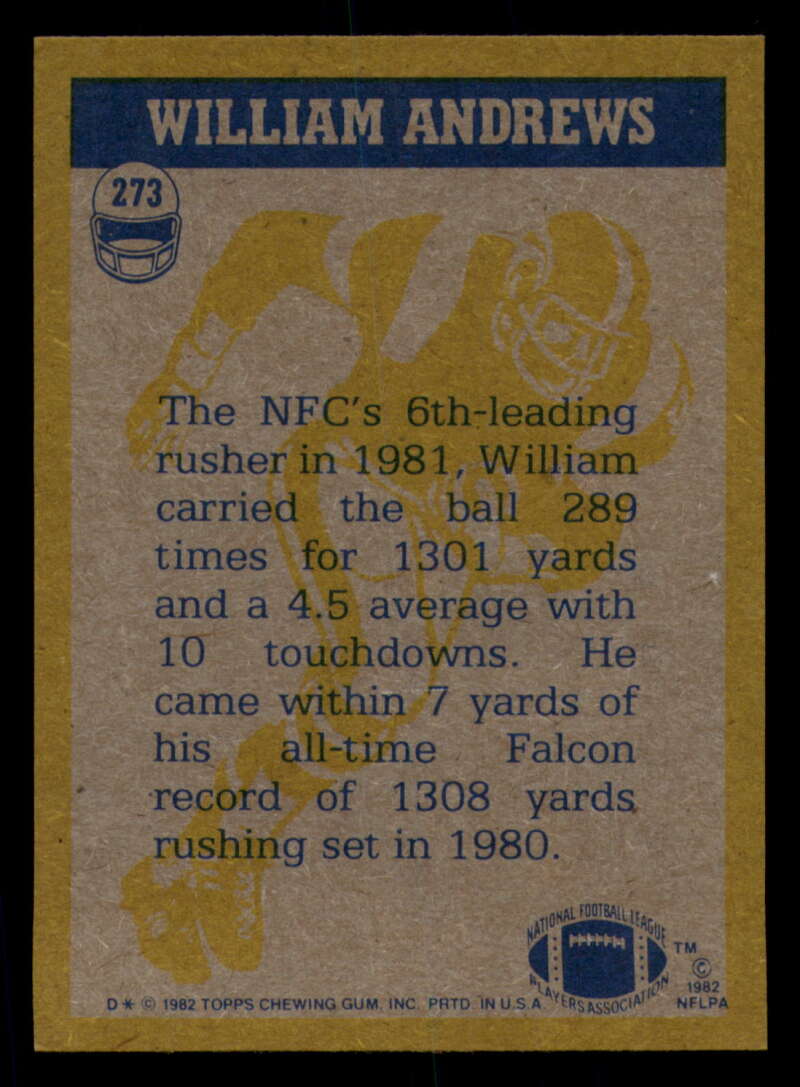 WILLIAM ANDREWS
273
The NFC's 6th-leading
rusher in 1981, William
carried the ball 289
times for 1301 yards
and a 4.5 average with
10 touchdowns. He
came within 7 yards of
his all-time Falcon
record of 1308 yards
rushing set in 1980.
NATIONAL FOOTBALL LEAGUE
PLAYERS ASSOCIATION
TM
©
1982
NFLPA
D* © 1982 TOPPS CHEWING GUM, INC. PRTD. IN U.S.A.